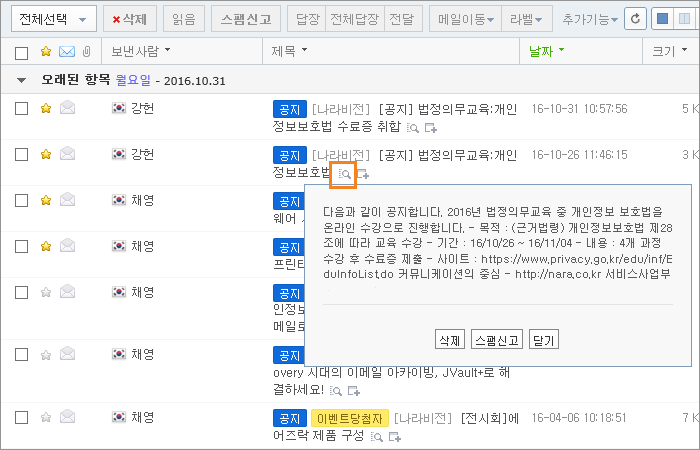 전체선택 삭제 읽음 스팸신고 답장 전체답장 전달 메일이동 라벨 추가기능
보낸사람 제목 날짜 크기
오래된 항목 월요일 - 2016.10.31
강헌 공지 [나라비전] [공지] 법정의무교육:개인 16-10-31 10:57:56 5 K
정보보호법 수료증 취합
강헌 공지 [나라비전] [공지] 법정의무교육:개인 16-10-26 11:46:15 3 K
정보보호법
채영 공지
웨어
채영 공지
프린터
채영 공지
인정보
메일로
채영 공지
overy 시대의 이메일 아카이빙, JVault+로 해
결하세요!
채영 공지 이벤트당첨자 [나라비전] [전시회]에 16-04-06 10:18:51 7 K
어즈락 제품 구성
다음과 같이 공지합니다. 2016년 법정의무교육 중 개인정보 보호법을
온라인 수강으로 진행합니다. - 목적 : (근거법령) 개인정보보호법 제28
조에 따라 교육 수강 - 기간 : 16/10/26 ~ 16/11/04 - 내용 : 4개 과정
수강 후 수료증 제출 - 사이트 : https://www.privacy.go.kr/edu/inf/E
duInfoList.do 커뮤니케이션의 중심 - http://nara.co.kr 서비스사업부
삭제 스팸신고 닫기